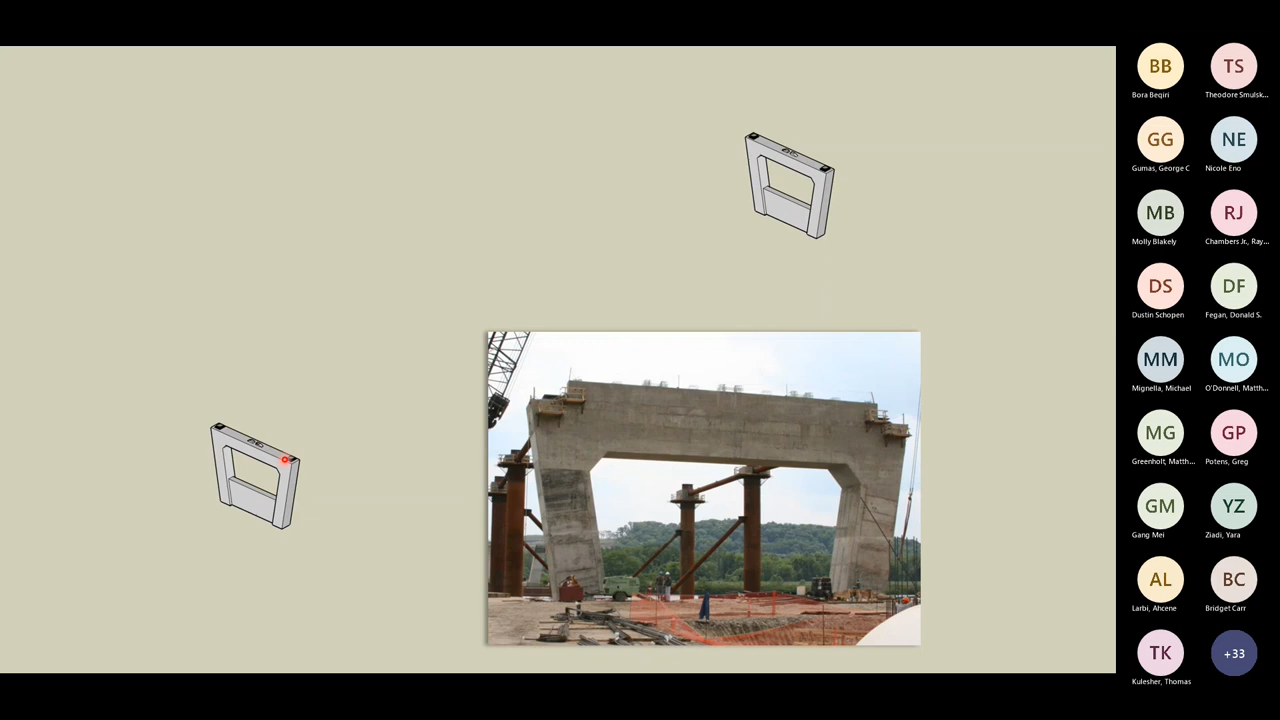 BB
TS
Bora Beqiri
Theodore Smulsk...
GG
NE
Gumas, George C
Nicole Eno
MB
RJ
Molly Blakely
Chambers Jr., Ray...
DS
DF
Dustin Schopen
Fegan, Donald S.
MM
MO
Mignella, Michael
O'Donnell, Matth...
MG
GP
Greenholt, Matth...
Potens, Greg
GM
YZ
Gang Mei
Ziadi, Yara
AL
BC
Larbi, Ahcene
Bridget Carr
TK
+33
Kulesher, Thomas